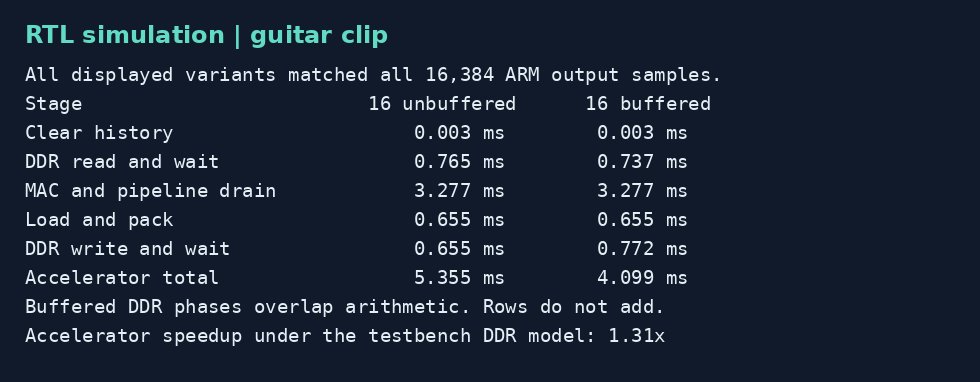 RTL simulation | guitar clip
All displayed variants matched all 16,384 ARM output samples.
Stage 16 unbuffered 16 buffered
Clear history 0.003 ms 0.003 ms
DDR read and wait 0.765 ms 0.737 ms
MAC and pipeline drain 3.277 ms 3.277 ms
Load and pack 0.655 ms 0.655 ms
DDR write and wait 0.655 ms 0.772 ms
Accelerator total 5.355 ms 4.099 ms
Buffered DDR phases overlap arithmetic. Rows do not add.
Accelerator speedup under the testbench DDR model: 1.31x